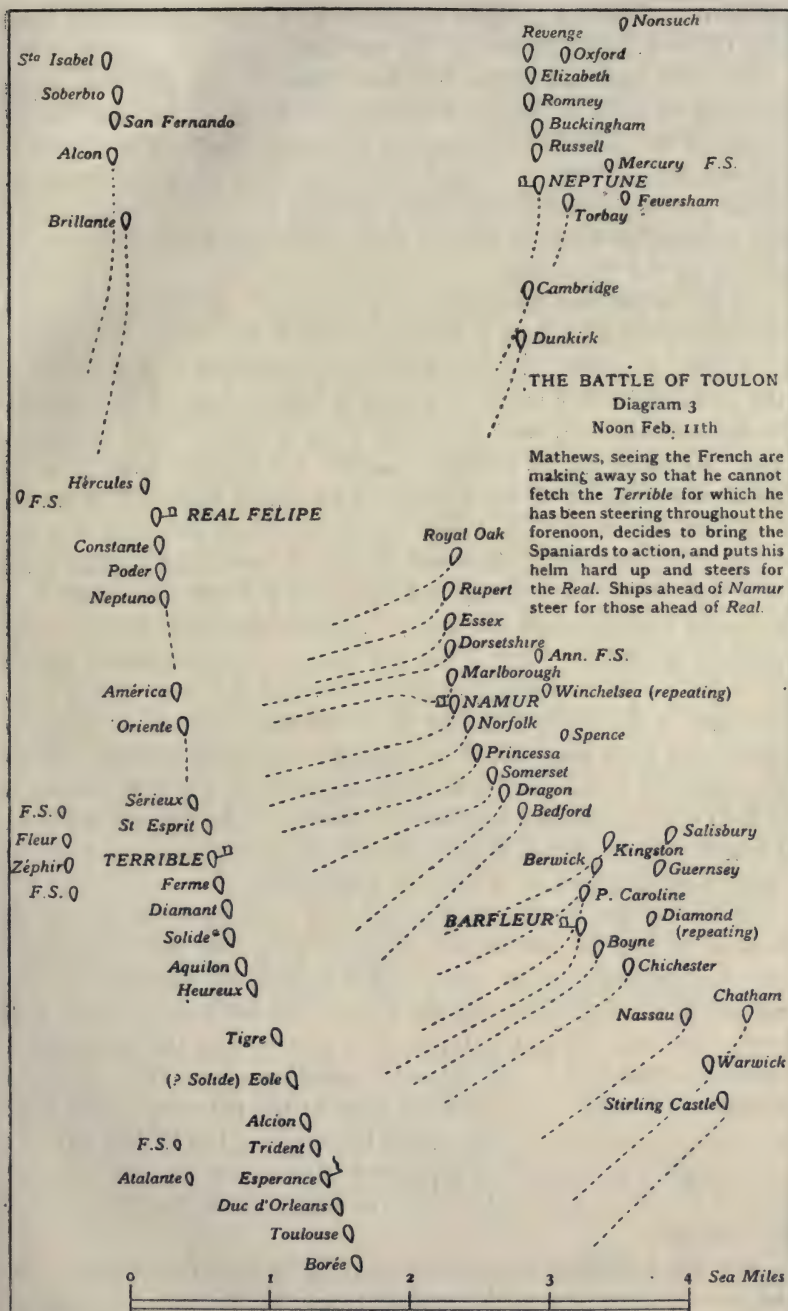 Nonsuch
Revenge
Oxford
Sta Isabel
Elizabeth
Soberbio
Romney
San Fernando
Buckingham
Alcon
Russell
Mercury F.S.
NEPTUNE
Feversham
Torbay
Brillante
Cambridge
Dunkirk
THE BATTLE OF TOULON
Diagram 3
Noon Feb. 11th
Mathews, seeing the French are
making away so that he cannot
fetch the Terrible for which he
has been steering throughout the
forenoon, decides to bring the
Spaniards to action, and puts his
helm hard up and steers for
the Real. Ships ahead of Namur
steer for those ahead of Real.
Hércules
F.S.
REAL FELIPE
Constante
Poder
Neptuno
Royal Oak
Rupert
Essex
Dorsetshire
Ann. F.S.
Marlborough
América
Winchelsea (repeating)
NAMUR
Oriente
Norfolk
Spence
Princessa
Somerset
Dragon
Bedford
Sérieux
F.S.
St Esprit
Fleur
TERRIBLE
Zéphir
Ferme
F.S.
Diamant
Solide*
Aquilon
Heureux
Salisbury
Kingston
Berwick
Guernsey
P. Caroline
BARFLEUR
Diamond
(repeating)
Boyne
Chichester
Nassau
Chatham
Tigre
Warwick
(? Solide) Eole
Stirling Castle
Alcion
F.S.
Trident
Atalante
Esperance
Duc d'Orleans
Toulouse
Borée
0 1 2 3 4 Sea Miles